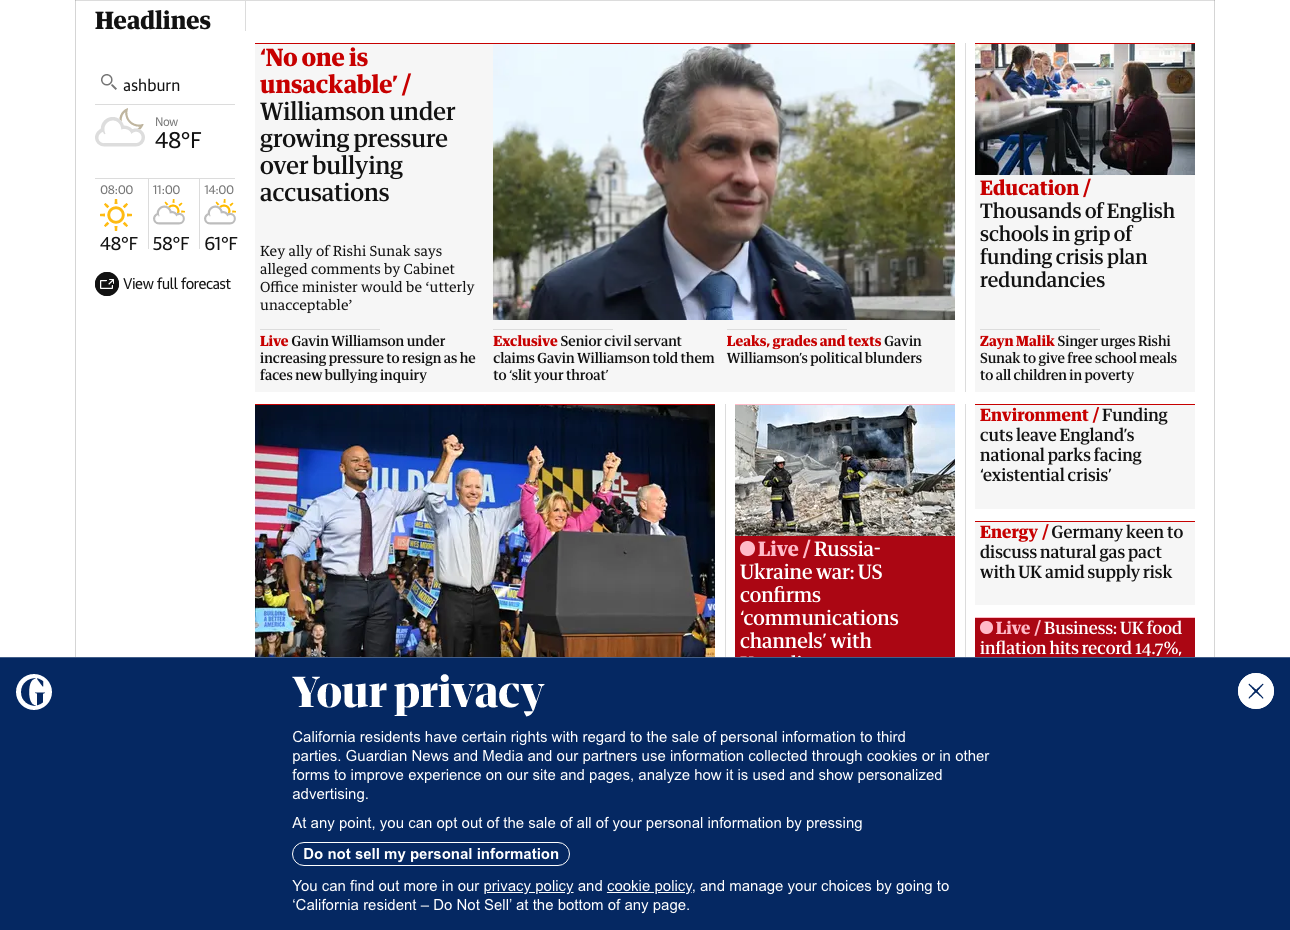 Headlines
ashburn
Now
48°F
08:00
11:00
14:00
48°F
58°F
61°F
View full forecast
‘No one is
unsackable’ /
Williamson under
growing pressure
over bullying
accusations
Key ally of Rishi Sunak says
alleged comments by Cabinet
Office minister would be ‘utterly
unacceptable’
Live Gavin Williamson under
increasing pressure to resign as he
faces new bullying inquiry
Exclusive Senior civil servant
claims Gavin Williamson told them
to ‘slit your throat’
Leaks, grades and texts Gavin
Williamson’s political blunders
Education /
Thousands of English
schools in grip of
funding crisis plan
redundancies
Zayn Malik Singer urges Rishi
Sunak to give free school meals
to all children in poverty
BUILDING
A BETTER
AMERICA
WES MOORE
Live / Russia-
Ukraine war: US
confirms
‘communications
channels’ with
Environment / Funding
cuts leave England’s
national parks facing
‘existential crisis’
Energy / Germany keen to
discuss natural gas pact
with UK amid supply risk
Live / Business: UK food
inflation hits record 14.7%,
Your privacy
California residents have certain rights with regard to the sale of personal information to third
parties. Guardian News and Media and our partners use information collected through cookies or in other
forms to improve experience on our site and pages, analyze how it is used and show personalized
advertising.
At any point, you can opt out of the sale of all of your personal information by pressing
Do not sell my personal information
You can find out more in our privacy policy and cookie policy, and manage your choices by going to
‘California resident – Do Not Sell’ at the bottom of any page.